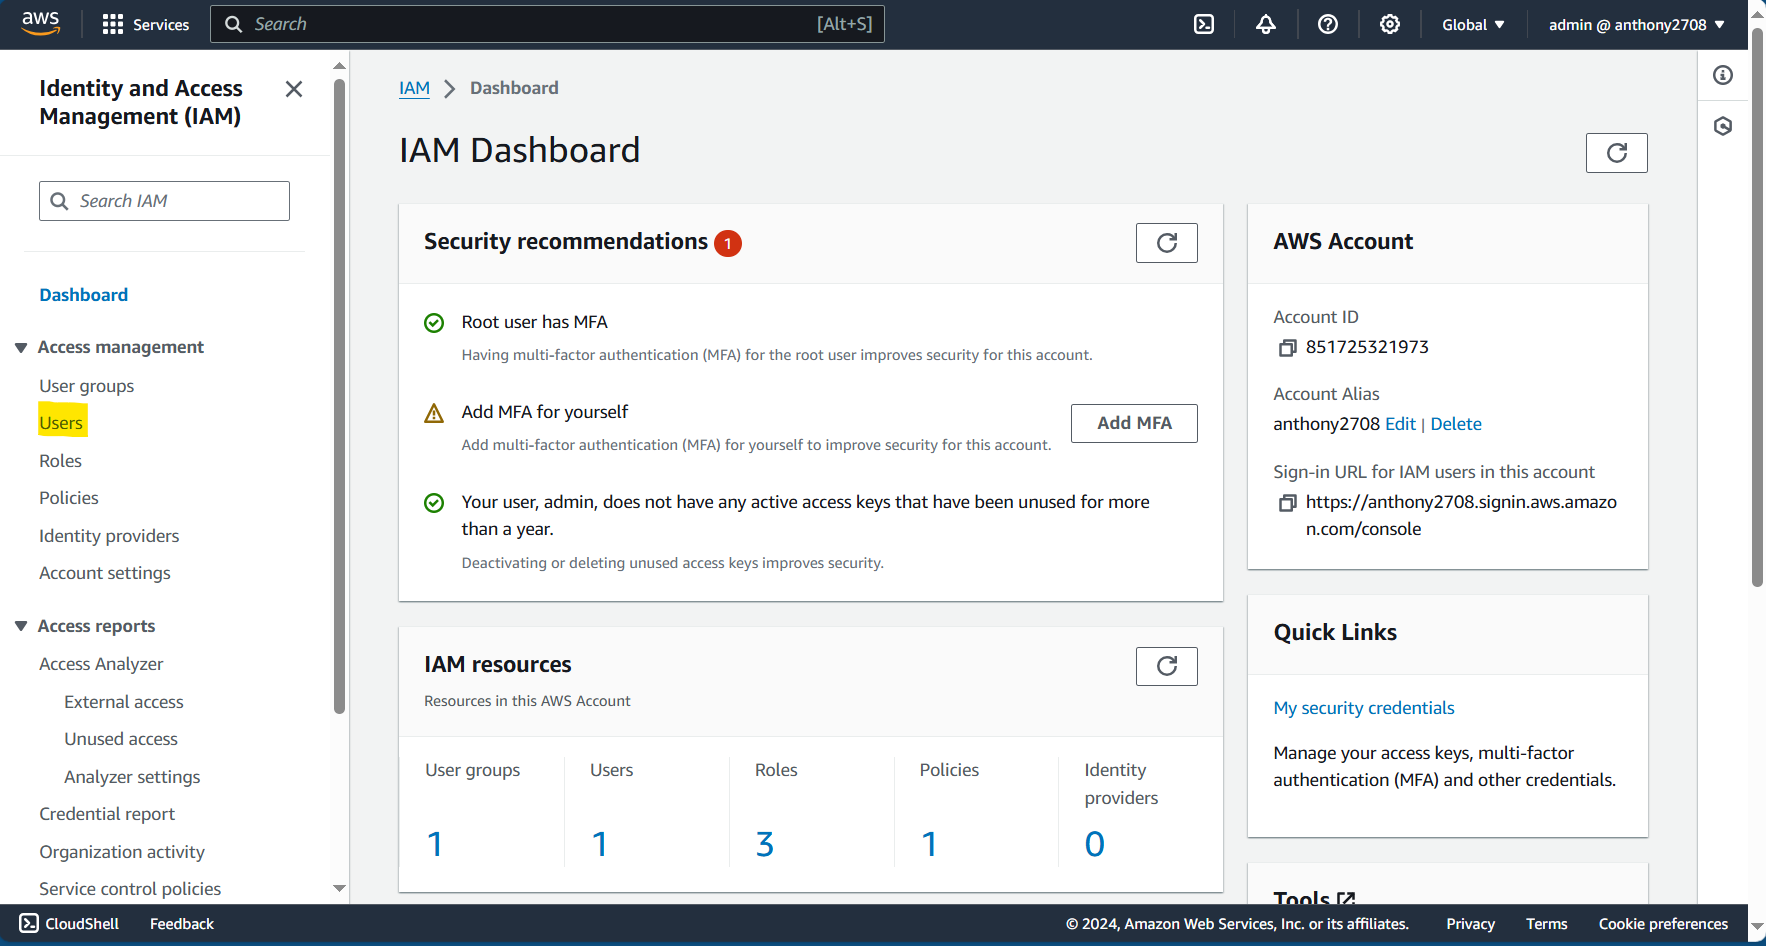 aws
Services
Search
[Alt+S]
Global
admin @ anthony2708
Identity and Access
Management (IAM)
Search IAM
Dashboard
Access management
User groups
Users
Roles
Policies
Identity providers
Account settings
Access reports
Access Analyzer
External access
Unused access
Analyzer settings
Credential report
Organization activity
Service control policies
IAM
Dashboard
IAM Dashboard
Security recommendations 1
Root user has MFA
Having multi-factor authentication (MFA) for the root user improves security for this account.
Add MFA for yourself
Add multi-factor authentication (MFA) for yourself to improve security for this account.
Add MFA
Your user, admin, does not have any active access keys that have been unused for more
than a year.
Deactivating or deleting unused access keys improves security.
IAM resources
Resources in this AWS Account
User groups
1
Users
1
Roles
3
Policies
1
Identity
providers
0
AWS Account
Account ID
851725321973
Account Alias
anthony2708 Edit | Delete
Sign-in URL for IAM users in this account
https://anthony2708.signin.aws.amazo
n.com/console
Quick Links
My security credentials
Manage your access keys, multi-factor
authentication (MFA) and other credentials.
Tools
CloudShell
Feedback
© 2024, Amazon Web Services, Inc. or its affiliates.
Privacy
Terms
Cookie preferences